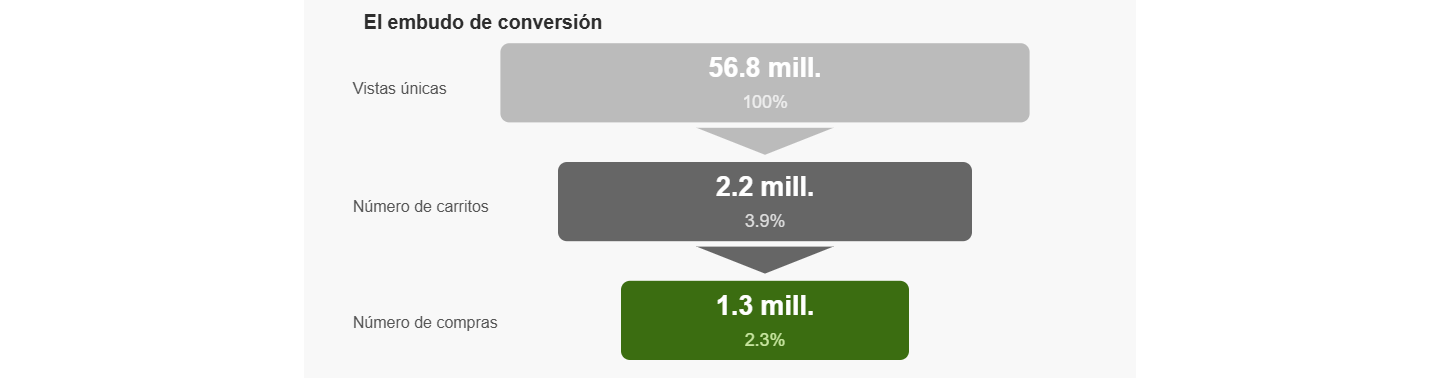 El embudo de conversión
Vistas únicas
56.8 mill.
100%
Número de carritos
2.2 mill.
3.9%
Número de compras
1.3 mill.
2.3%